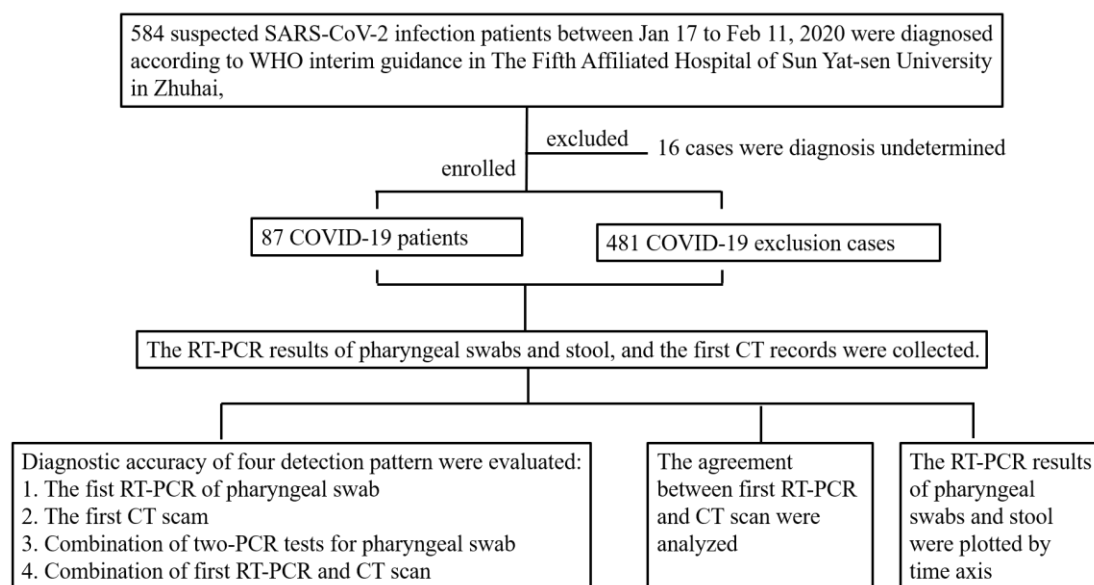 584 suspected SARS-CoV-2 infection patients between Jan 17 to Feb 11, 2020 were diagnosed
according to WHO interim guidance in The Fifth Affiliated Hospital of Sun Yat-sen University
in Zhuhai,
excluded
16 cases were diagnosis undetermined
enrolled
87 COVID-19 patients
481 COVID-19 exclusion cases
The RT-PCR results of pharyngeal swabs and stool, and the first CT records were collected.
Diagnostic accuracy of four detection pattern were evaluated:
1. The fist RT-PCR of pharyngeal swab
2. The first CT scam
3. Combination of two-PCR tests for pharyngeal swab
4. Combination of first RT-PCR and CT scan
The agreement
between first RT-PCR
and CT scan were
analyzed
The RT-PCR results
of pharyngeal
swabs and stool
were plotted by
time axis